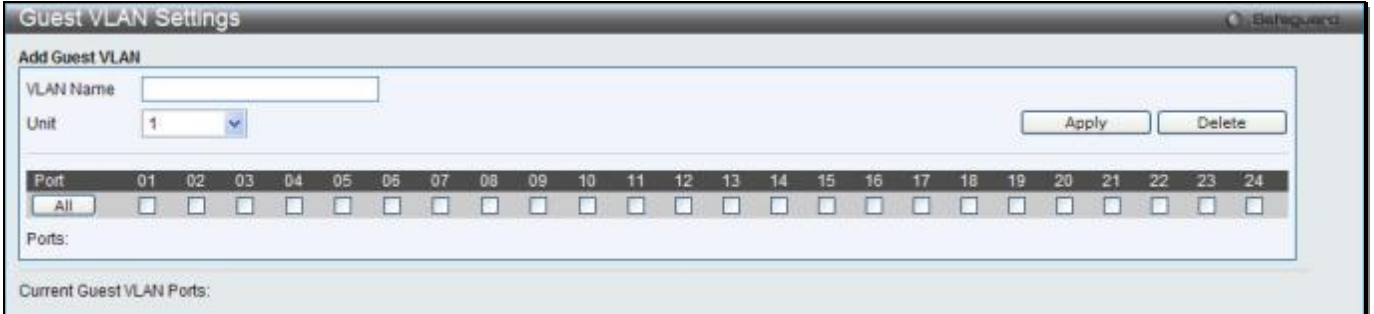 Guest VLAN Settings
Safeguard
Add Guest VLAN
VLAN Name
Unit 1 Apply Delete
Port 01 02 03 04 05 06 07 08 09 10 11 12 13 14 15 16 17 18 19 20 21 22 23 24
All
Ports:
Current Guest VLAN Ports: